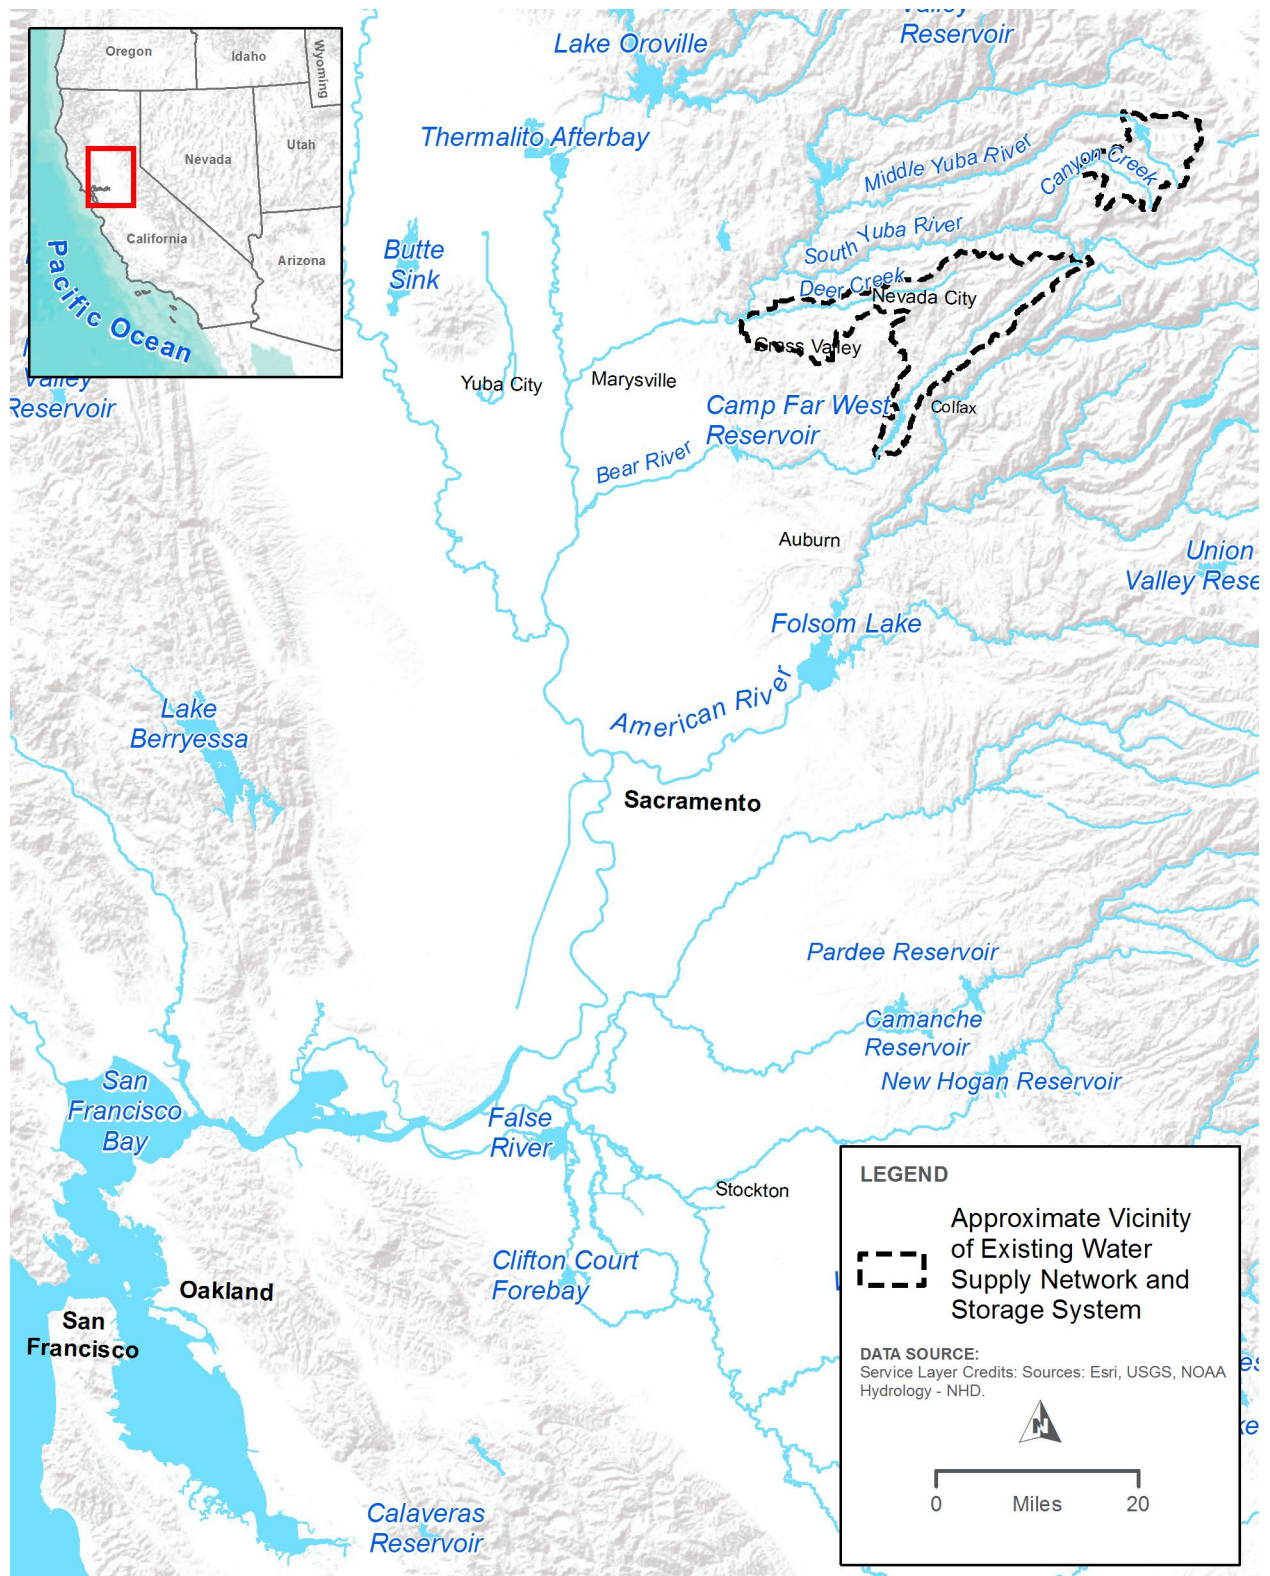 Oregon
Idaho
Wyoming
Nevada
Utah
California
Arizona
Pacific Ocean
Valley
Reservoir
Lake Oroville
Valley
Reservoir
Thermalito Afterbay
Middle Yuba River
Canyon Creek
Butte
Sink
South Yuba River
Deer Creek
Nevada City
Grass Valley
Yuba City
Marysville
Camp Far West
Reservoir
Colfax
Bear River
Auburn
Union
Valley Rese
Folsom Lake
American River
Lake
Berryessa
Sacramento
Pardee Reservoir
Camanche
Reservoir
New Hogan Reservoir
San
Francisco
Bay
False
River
Stockton
Clifton Court
Forebay
Oakland
San
Francisco
Calaveras
Reservoir
LEGEND
Approximate Vicinity
of Existing Water
Supply Network and
Storage System
DATA SOURCE:
Service Layer Credits: Sources: Esri, USGS, NOAA
Hydrology - NHD.
N
0 Miles 20